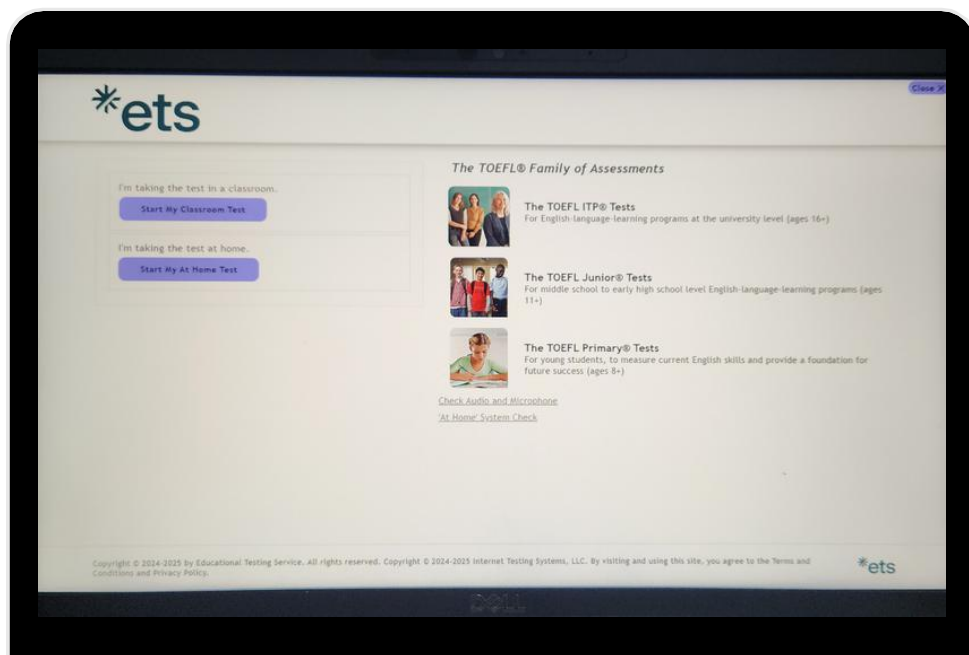 *ets
Close X
I'm taking the test in a classroom.
Start My Classroom Test
I'm taking the test at home.
Start My At Home Test
The TOEFL® Family of Assessments
The TOEFL ITP® Tests
For English-language-learning programs at the university level (ages 16+)
The TOEFL Junior® Tests
For middle school to early high school level English-language-learning programs (ages
11+)
The TOEFL Primary® Tests
For young students, to measure current English skills and provide a foundation for
future success (ages 8+)
Check Audio and Microphone
'At Home' System Check
Copyright © 2024-2025 by Educational Testing Service. All rights reserved. Copyright © 2024-2025 Internet Testing Systems, LLC. By visiting and using this site, you agree to the Terms and
Conditions and Privacy Policy.
*ets
DELL